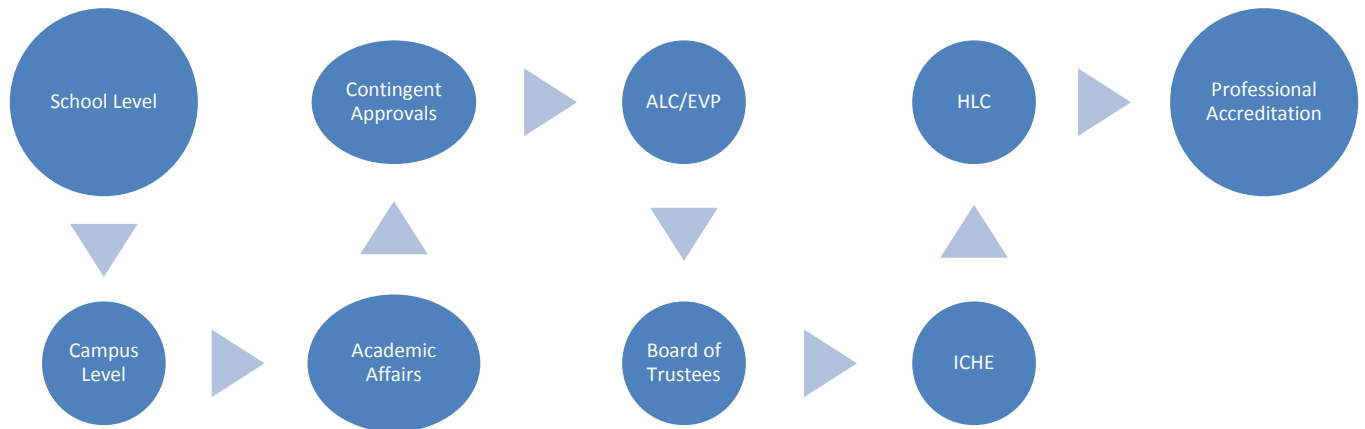 School Level
Campus
Level
Academic
Affairs
Contingent
Approvals
ALC/EVP
Board of
Trustees
ICHE
HLC
Professional
Accreditation